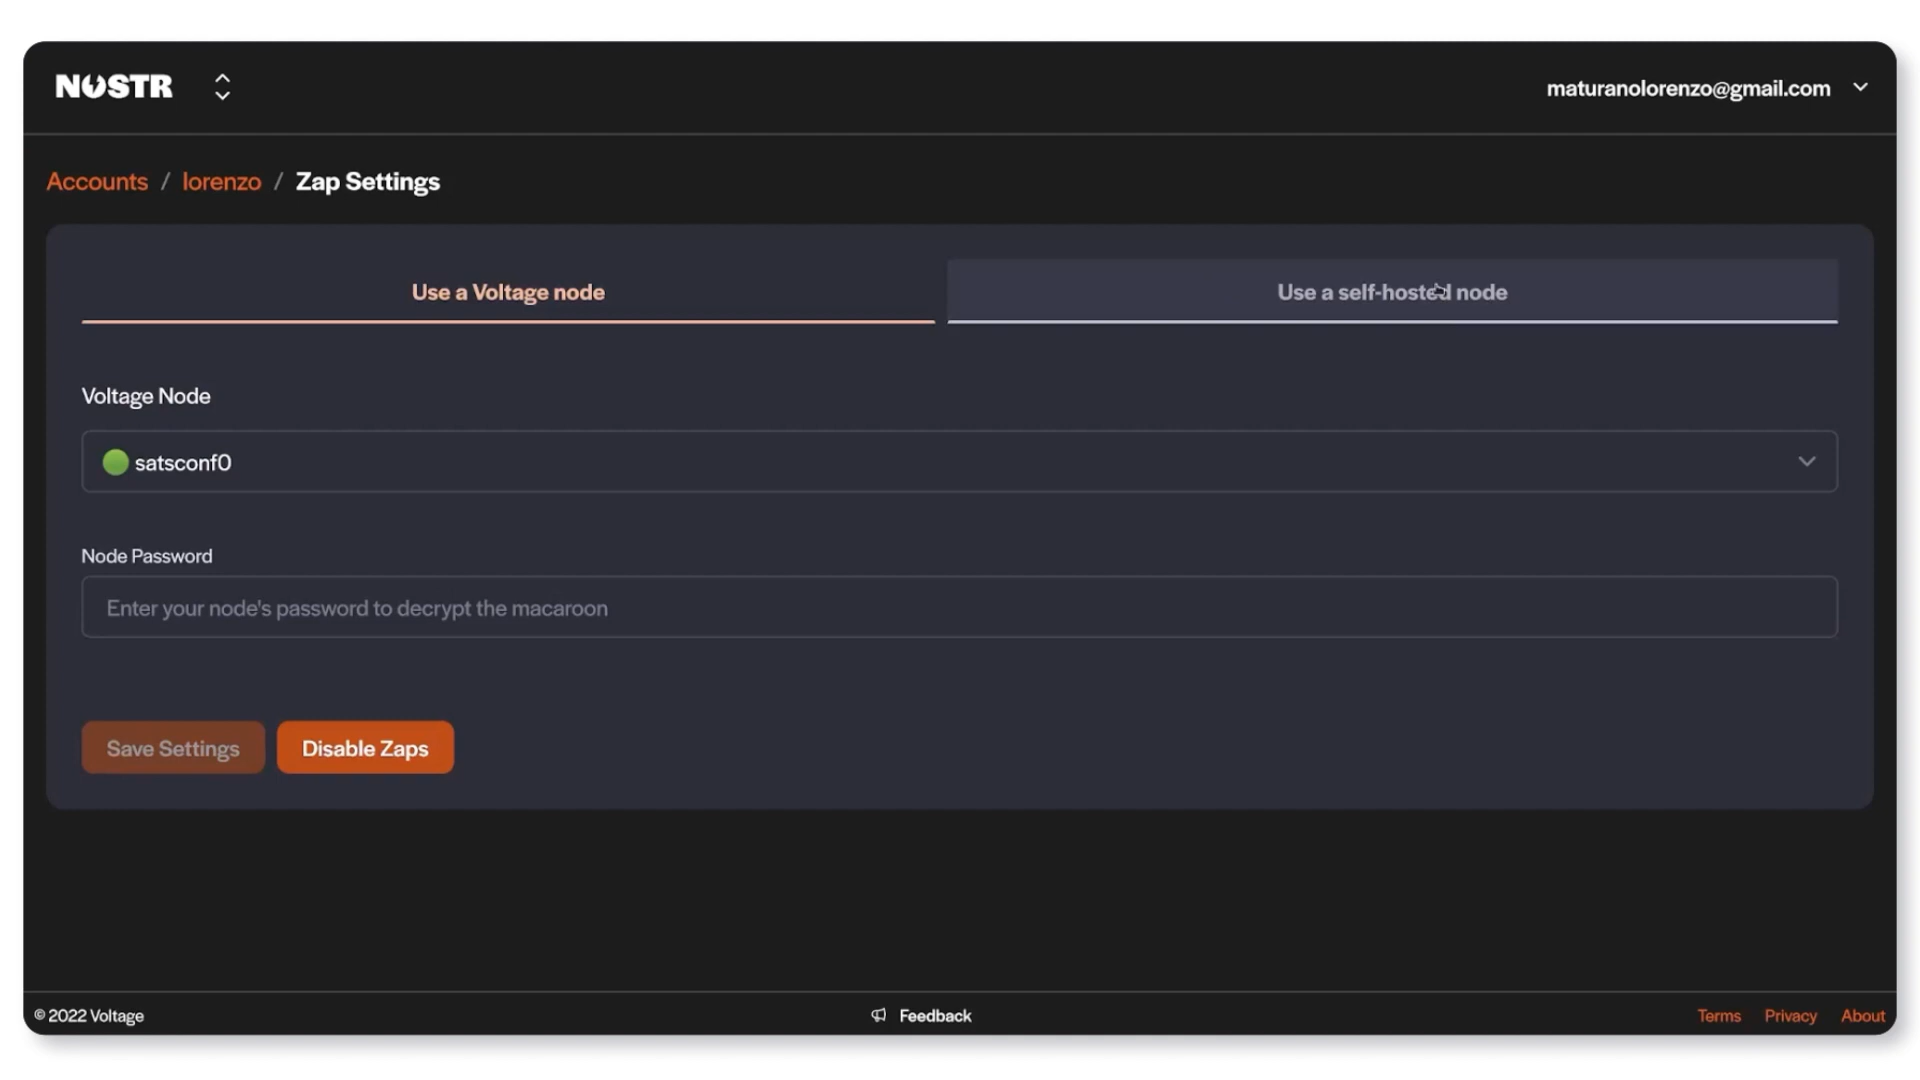 NOSTR
maturanolorenzo@gmail.com
Accounts / lorenzo / Zap Settings
Use a Voltage node
Use a self-hosted node
Voltage Node
satsconf0
Node Password
Enter your node's password to decrypt the macaroon
Save Settings
Disable Zaps
© 2022 Voltage
Feedback
Terms
Privacy
About